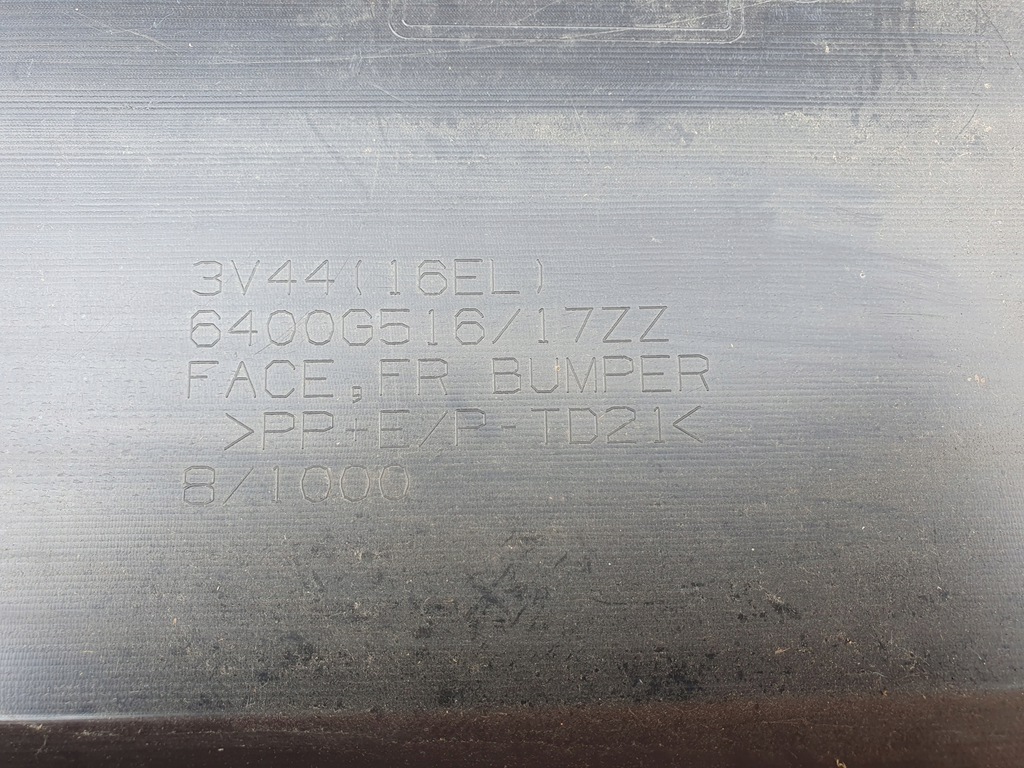 3V44(16EL)
6400G516/17ZZ
FACE,FR BUMPER
>PP+E/P-TD21<
8/1000